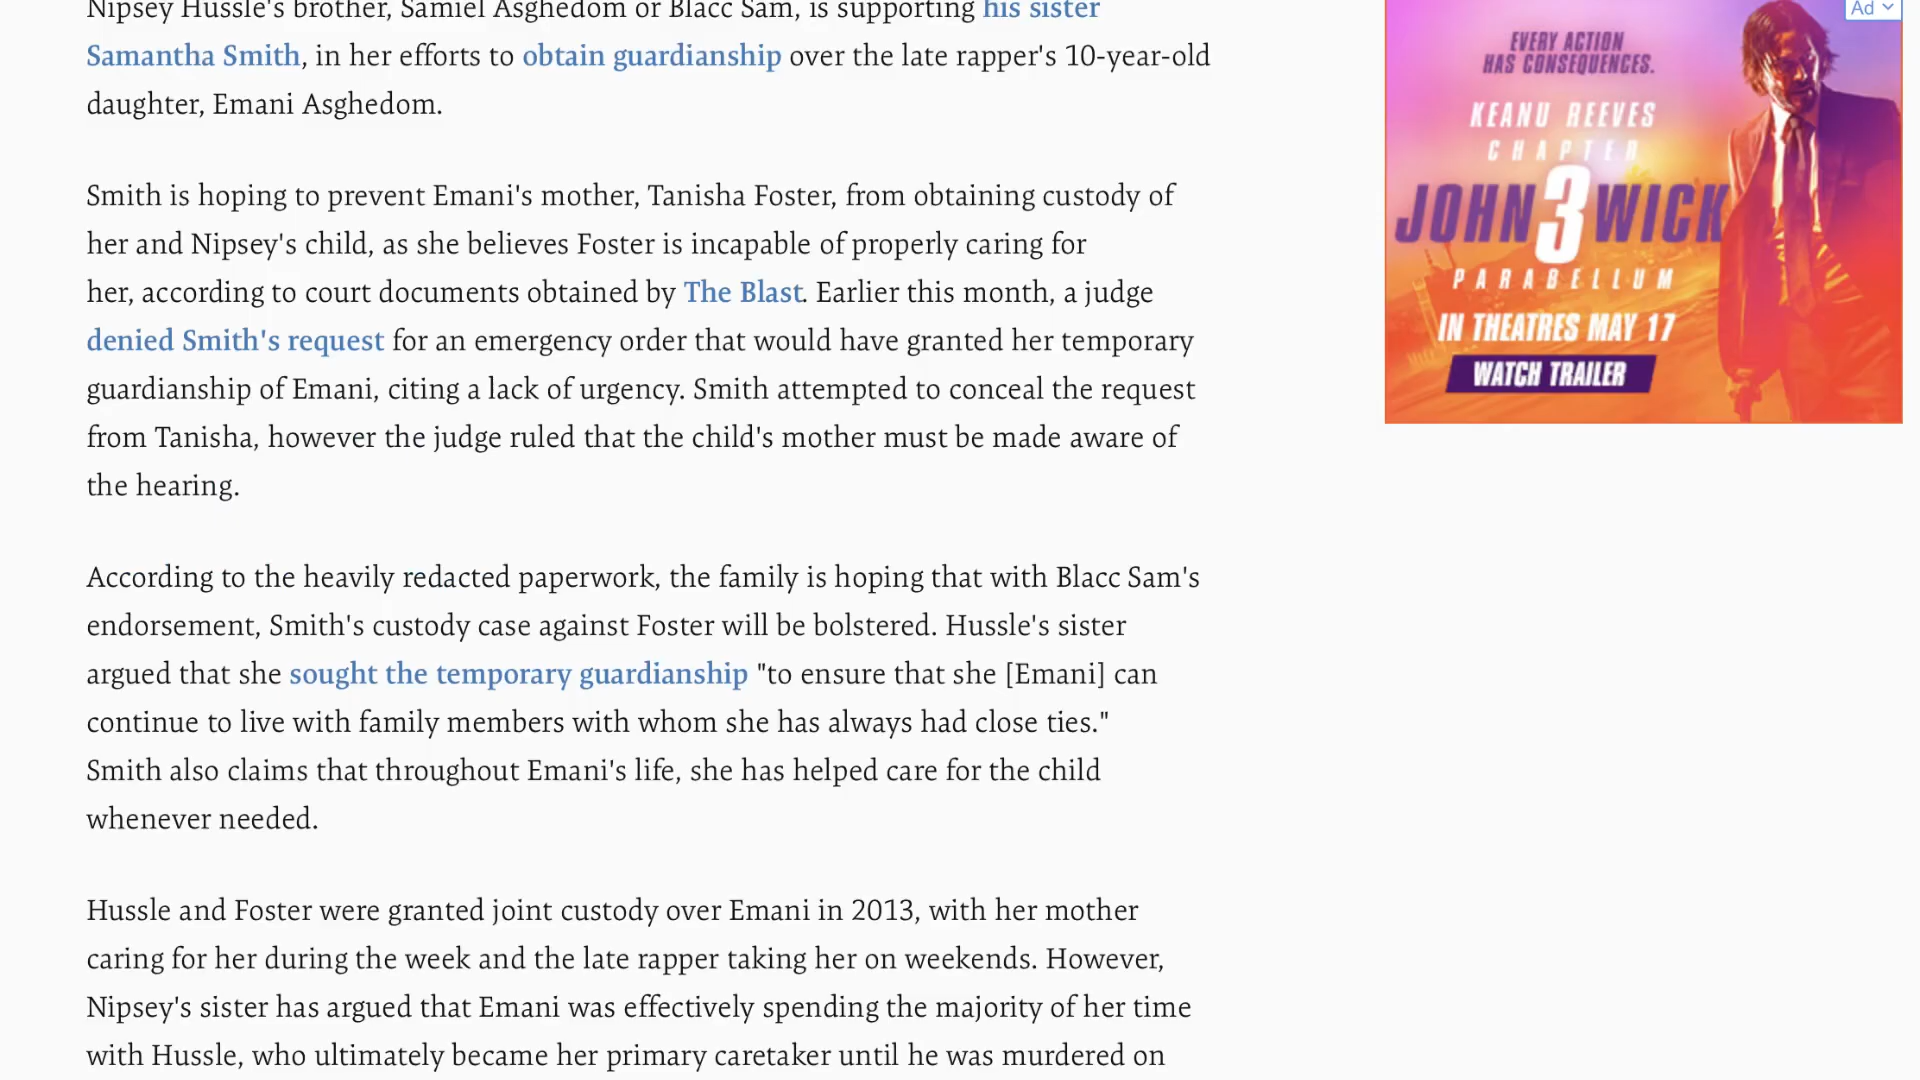 Nipsey Hussle's brother, Samiel Asghedom or Blacc Sam, is supporting his sister
Samantha Smith, in her efforts to obtain guardianship over the late rapper's 10-year-old
daughter, Emani Asghedom.
Smith is hoping to prevent Emani's mother, Tanisha Foster, from obtaining custody of
her and Nipsey's child, as she believes Foster is incapable of properly caring for
her, according to court documents obtained by The Blast. Earlier this month, a judge
denied Smith's request for an emergency order that would have granted her temporary
guardianship of Emani, citing a lack of urgency. Smith attempted to conceal the request
from Tanisha, however the judge ruled that the child's mother must be made aware of
the hearing.
According to the heavily redacted paperwork, the family is hoping that with Blacc Sam's
endorsement, Smith's custody case against Foster will be bolstered. Hussle's sister
argued that she sought the temporary guardianship "to ensure that she [Emani] can
continue to live with family members with whom she has always had close ties."
Smith also claims that throughout Emani's life, she has helped care for the child
whenever needed.
Hussle and Foster were granted joint custody over Emani in 2013, with her mother
caring for her during the week and the late rapper taking her on weekends. However,
Nipsey's sister has argued that Emani was effectively spending the majority of her time
with Hussle, who ultimately became her primary caretaker until he was murdered on
Ad
EVERY ACTION
HAS CONSEQUENCES.
KEANU REEVES
CHAPTER
JOHN 3 WICK
PARABELLUM
IN THEATRES MAY 17
WATCH TRAILER